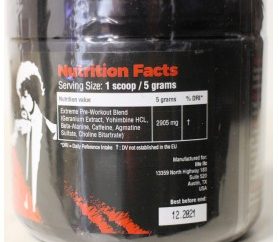 Nutrition Facts
Serving Size: 1 scoop / 5 grams
Nutrition value 5 grams % DRI*
Extreme Pre-Workout Blend
(Geranium Extract, Yohimbine HCL,
Beta-Alanine, Caffeine, Agmatine
Sulfate, Choline Bitartrate) 2905 mg †
*DRI = Daily Reference Intake † DV not established in the EU
Manufactured for:
llc
13359 North Highway 183
Suite 520
Austin, TX
USA
Best before end:
12.2021